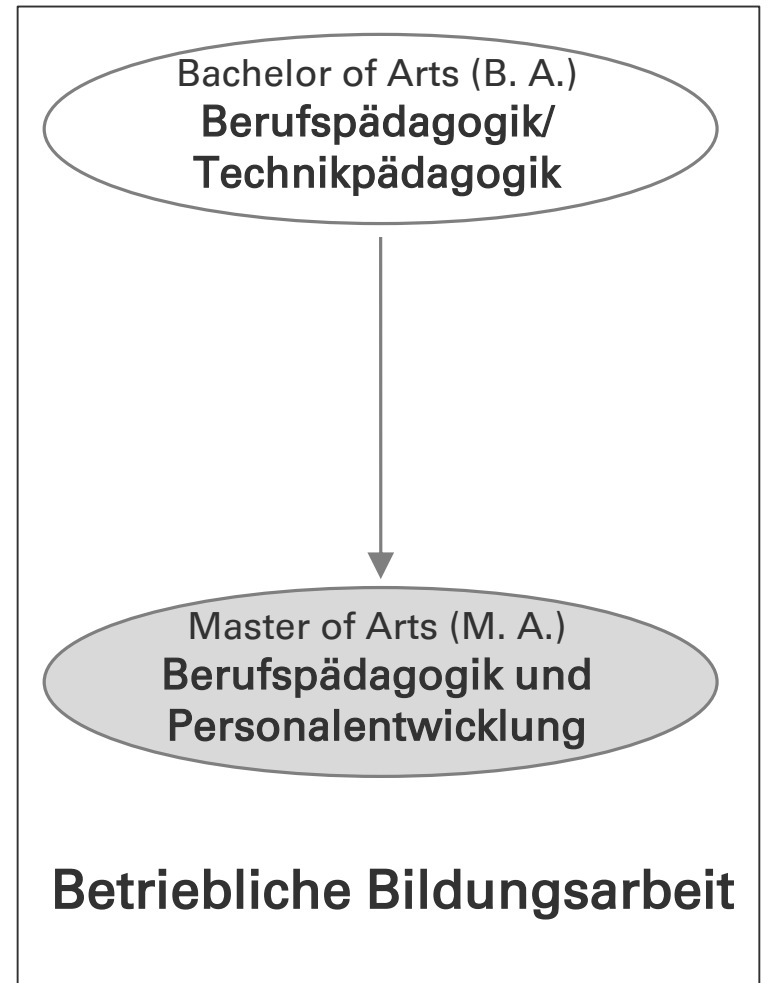 Bachelor of Arts (B. A.)
Berufspädagogik/
Technikpädagogik
Master of Arts (M. A.)
Berufspädagogik und
Personalentwicklung
Betriebliche Bildungsarbeit